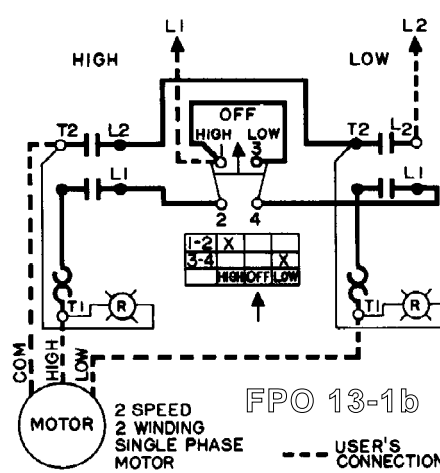 L1
L2
HIGH
LOW
OFF
HIGH LOW
1 3
T2 L2
T2 L2
L1
L1
2 4
1-2 X
3-4 X
HIGH OFF LOW
T1 R
T1 R
COM
HIGH
LOW
MOTOR
2 SPEED
2 WINDING
SINGLE PHASE
MOTOR
FPO 13-1b
USER'S
CONNECTION